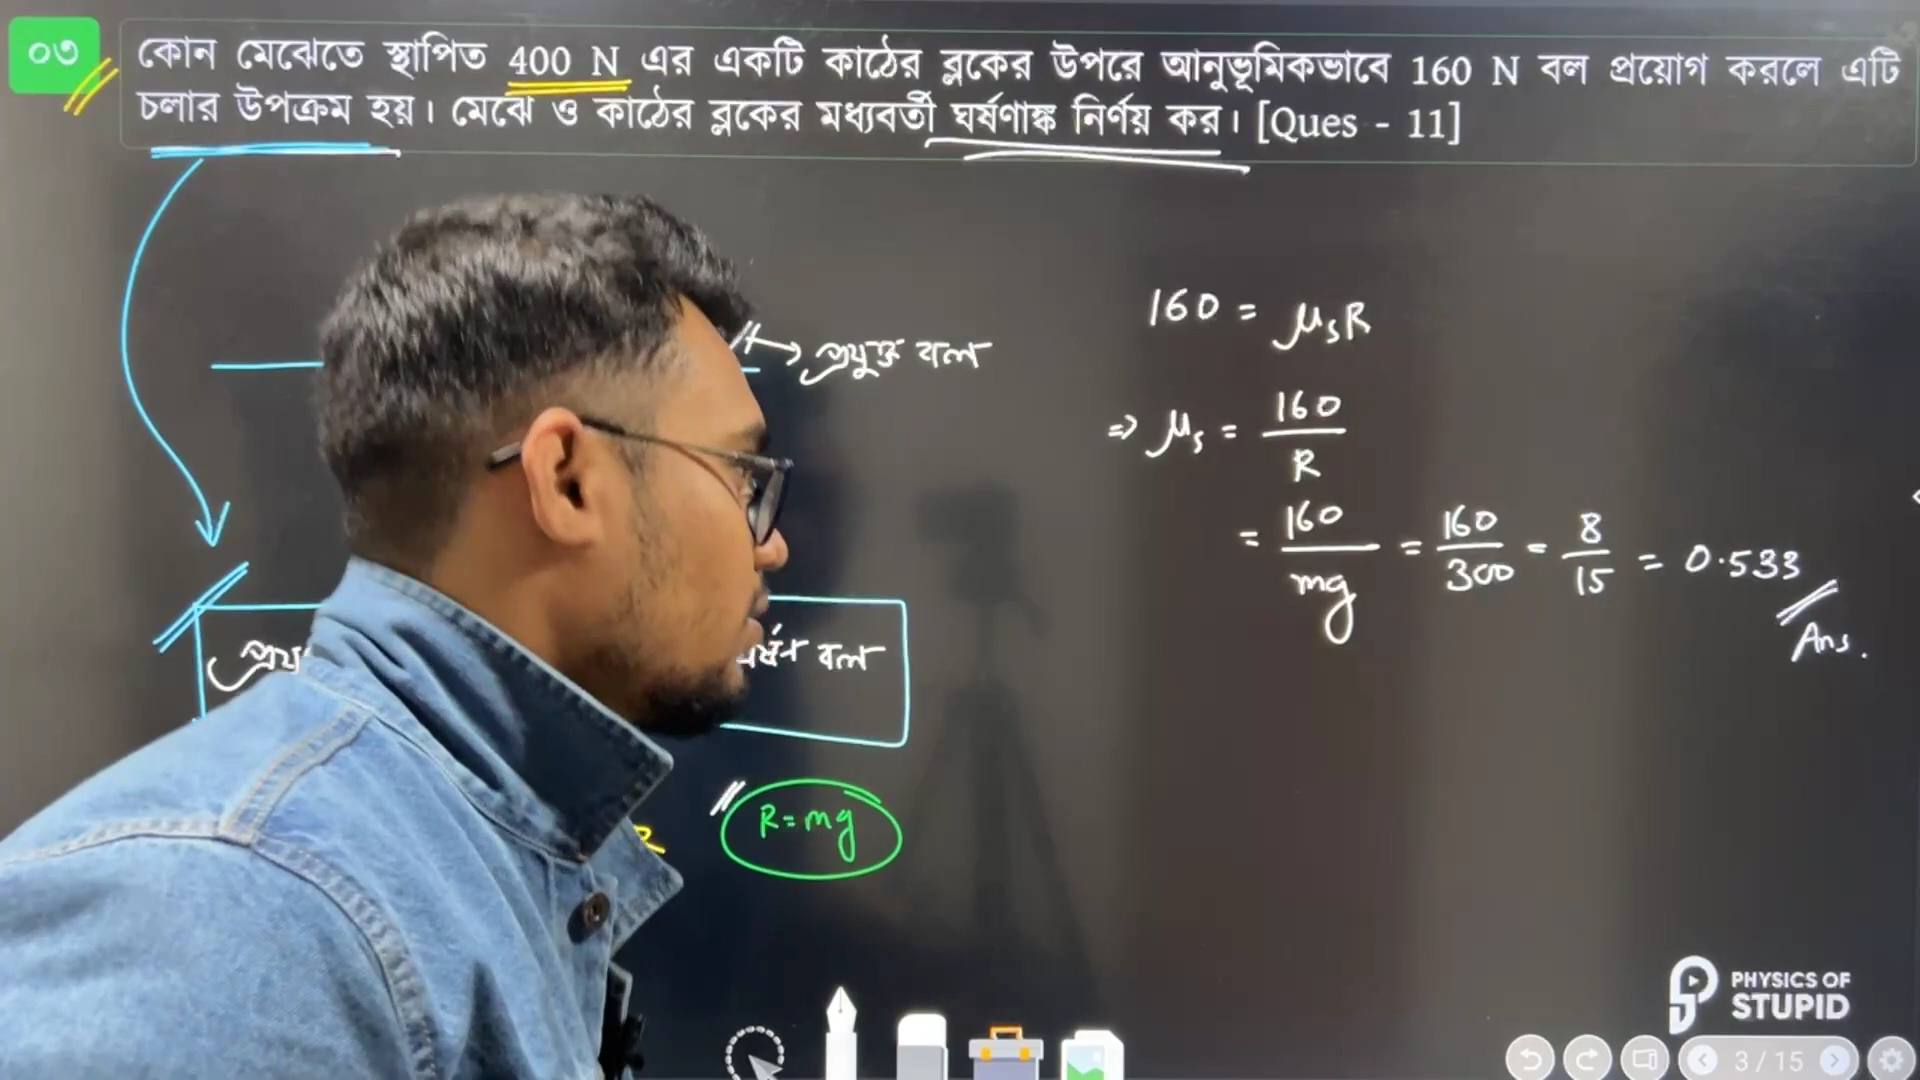 ০৩
কোন মেঝেতে স্থাপিত 400 N এর একটি কাঠের ব্লকের উপরে আনুভূমিকভাবে 160 N বল প্রয়োগ করলে এটি
চলার উপক্রম হয়। মেঝে ও কাঠের ব্লকের মধ্যবর্তী ঘর্ষণাঙ্ক নির্ণয় কর। [Ques - 11]
প্রযুক্ত বল
বল
R=mg
160 = μsR
⇒ μs = 160/R
= 160/mg = 160/300 = 8/15 = 0.533
Ans.
PHYSICS OF
STUPID
3 / 15